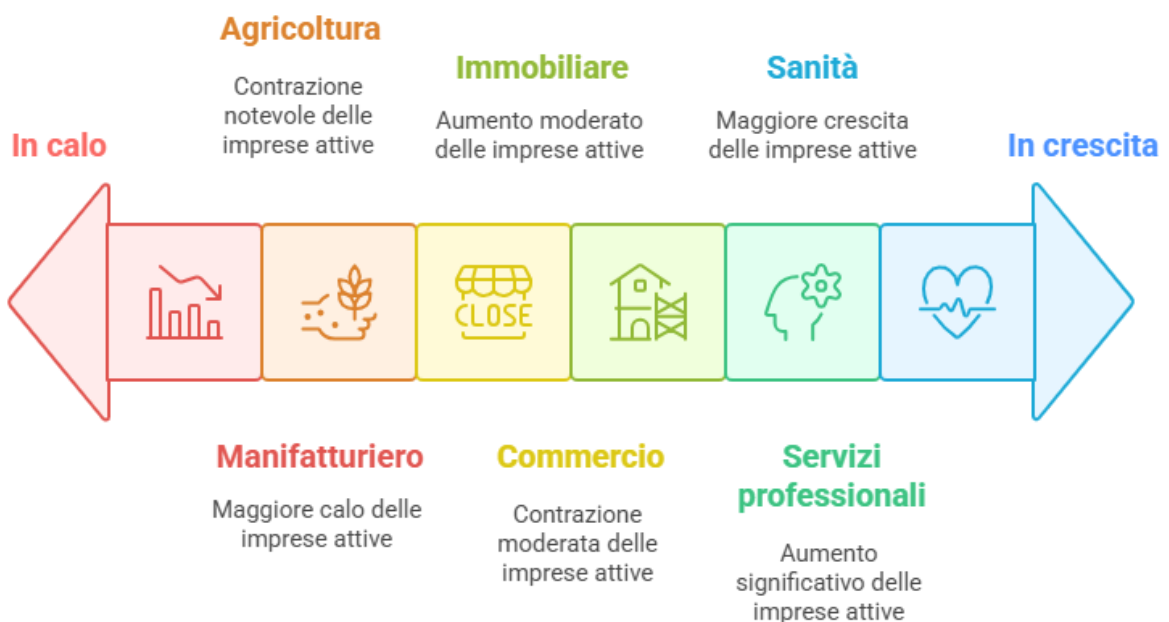 Agricoltura
Contrazione
notevole delle
imprese attive
Immobiliare
Aumento moderato
delle imprese attive
Sanità
Maggiore crescita
delle imprese attive
In calo
In crescita
CLOSE
Manifatturiero
Maggiore calo delle
imprese attive
Commercio
Contrazione
moderata delle
imprese attive
Servizi
professionali
Aumento
significativo delle
imprese attive